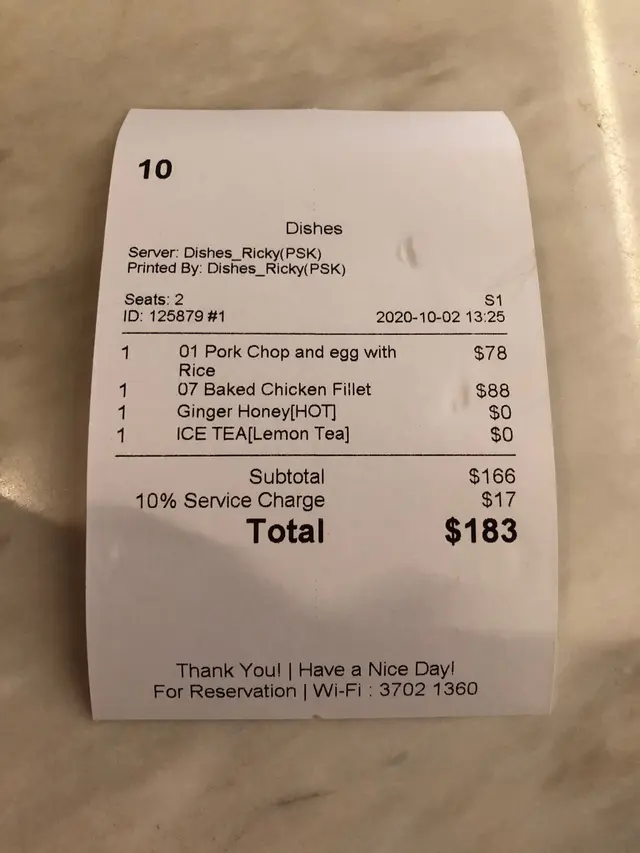 10
Dishes
Server: Dishes_Ricky(PSK)
Printed By: Dishes_Ricky(PSK)
Seats: 2 S1
ID: 125879 #1 2020-10-02 13:25
1 01 Pork Chop and egg with $78
Rice
1 07 Baked Chicken Fillet $88
1 Ginger Honey[HOT] $0
1 ICE TEA[Lemon Tea] $0
Subtotal $166
10% Service Charge $17
Total $183
Thank You! | Have a Nice Day!
For Reservation | Wi-Fi : 3702 1360